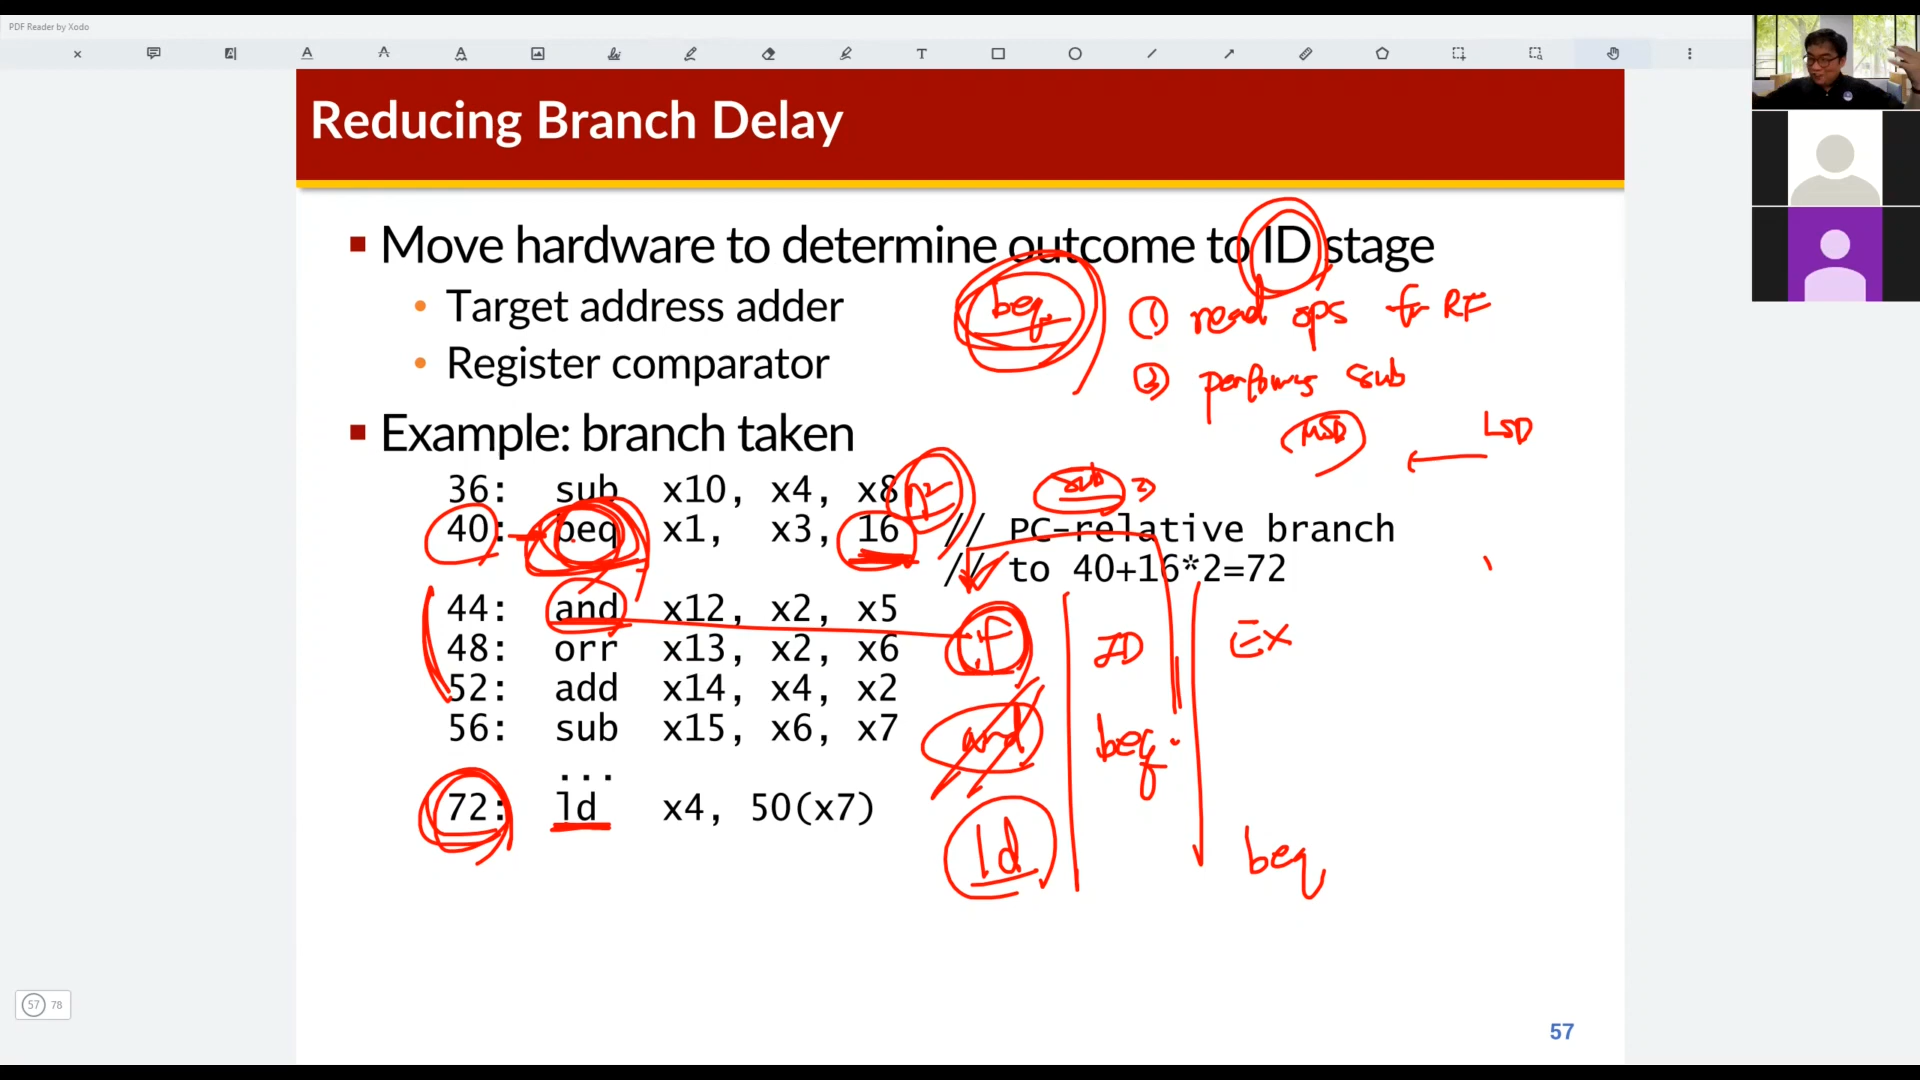 PDF Reader by Xodo
Reducing Branch Delay
Move hardware to determine outcome to ID stage
Target address adder
beq
① read ops fr RF
Register comparator
② performs sub
MSD
LSD
Example: branch taken
36: sub x10, x4, x8
sub
40: beq x1, x3, 16 // PC-relative branch
// to 40+16*2=72
44: and x12, x2, x5
48: orr x13, x2, x6
IF ID EX
52: add x14, x4, x2
56: sub x15, x6, x7
and beq
...
72: ld x4, 50(x7)
ld beq
57 78
57